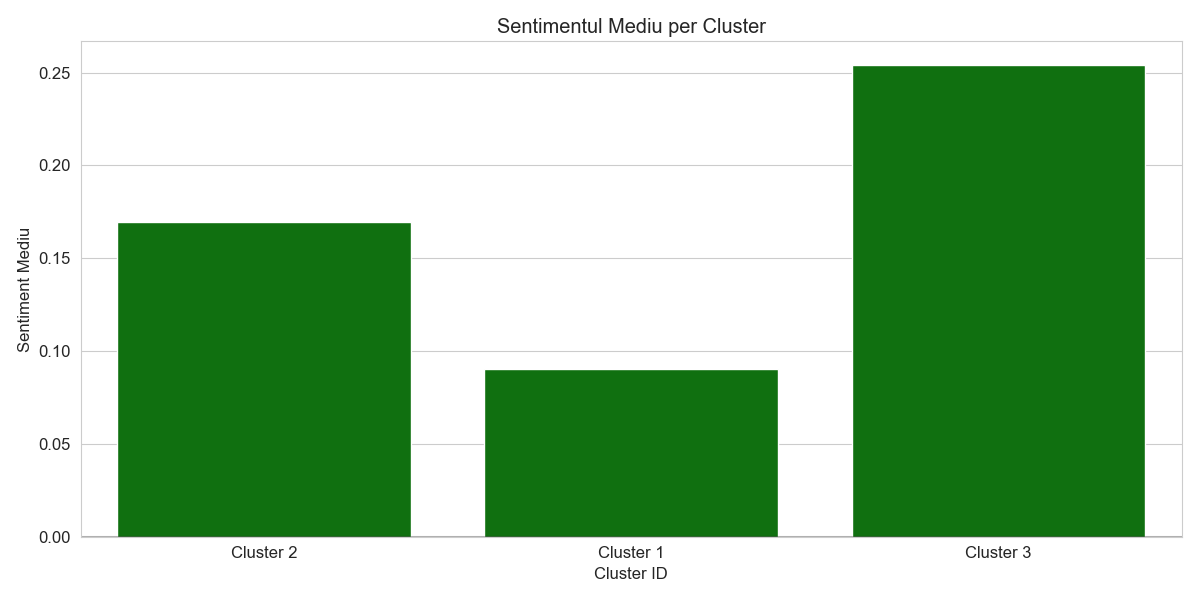 Sentimentul Mediu per Cluster
Sentiment Mediu
0.25
0.20
0.15
0.10
0.05
0.00
Cluster 2
Cluster 1
Cluster 3
Cluster ID